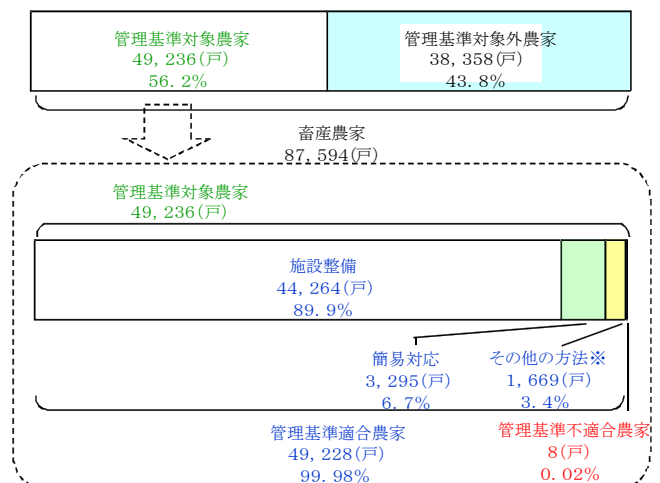 管理基準対象農家
49,236(戸)
56.2%
管理基準対象外農家
38,358(戸)
43.8%
畜産農家
87,594(戸)
管理基準対象農家
49,236(戸)
施設整備
44,264(戸)
89.9%
簡易対応
3,295(戸)
6.7%
その他の方法※
1,669(戸)
3.4%
管理基準適合農家
49,228(戸)
99.98%
管理基準不適合農家
8(戸)
0.02%